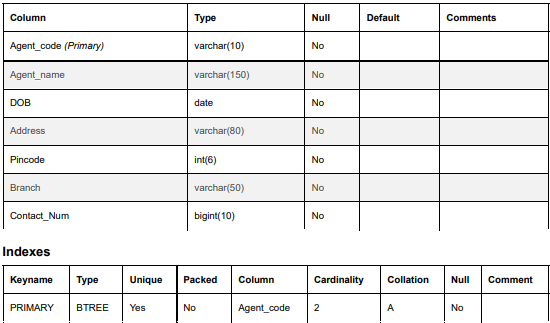 Column Type Null Default Comments
Agent_code (Primary) varchar(10) No
Agent_name varchar(150) No
DOB date No
Address varchar(80) No
Pincode int(6) No
Branch varchar(50) No
Contact_Num bigint(10) No
Indexes
Keyname Type Unique Packed Column Cardinality Collation Null Comment
PRIMARY BTREE Yes No Agent_code 2 A No